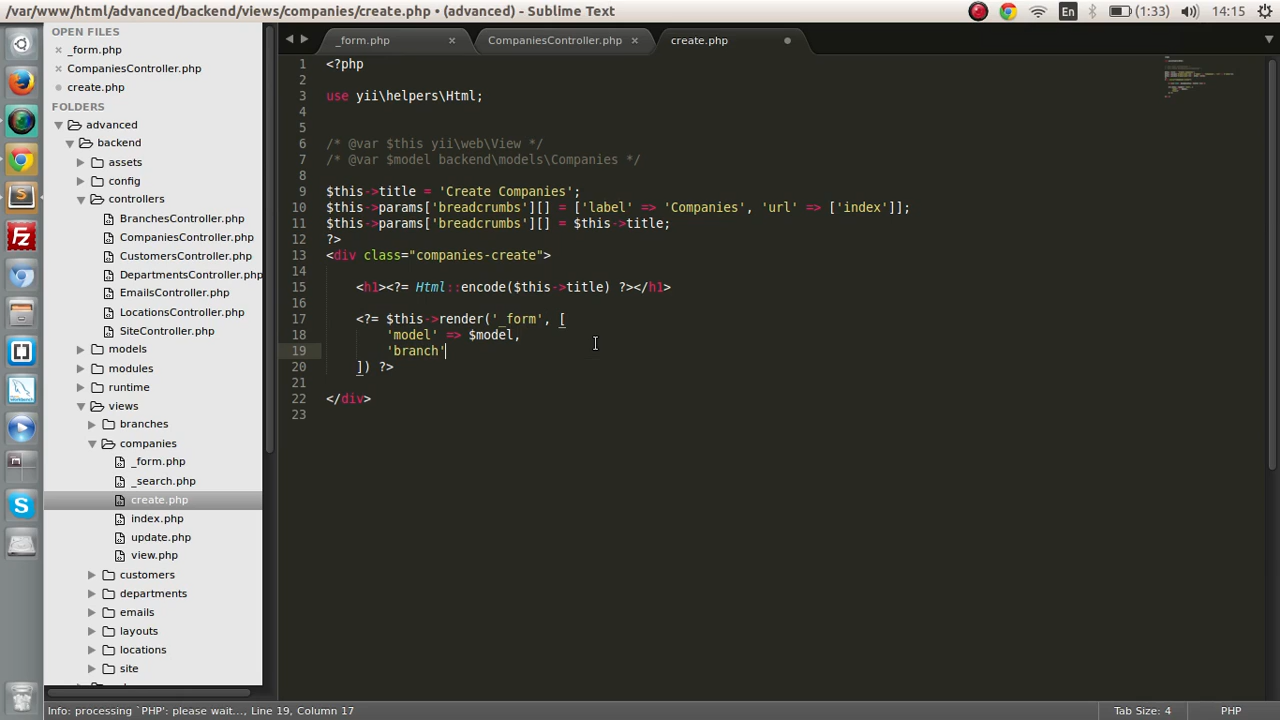 /var/www/html/advanced/backend/views/companies/create.php • (advanced) - Sublime Text
En
(1:33)
14:15
OPEN FILES
_form.php
CompaniesController.php
create.php
FOLDERS
advanced
backend
assets
config
controllers
BranchesController.php
CompaniesController.php
CustomersController.php
DepartmentsController.php
EmailsController.php
LocationsController.php
SiteController.php
models
modules
runtime
views
branches
companies
_form.php
_search.php
create.php
index.php
update.php
view.php
customers
departments
emails
layouts
locations
site
_form.php
CompaniesController.php
create.php
1 <?php
2
3 use yii\helpers\Html;
4
5
6 /* @var $this yii\web\View */
7 /* @var $model backend\models\Companies */
8
9 $this->title = 'Create Companies';
10 $this->params['breadcrumbs'][] = ['label' => 'Companies', 'url' => ['index']];
11 $this->params['breadcrumbs'][] = $this->title;
12 ?>
13 <div class="companies-create">
14
15 <h1><?= Html::encode($this->title) ?></h1>
16
17 <?= $this->render('_form', [
18 'model' => $model,
19 'branch'
20 ]) ?>
21
22 </div>
23
Info: processing `PHP': please wait..., Line 19, Column 17
Tab Size: 4
PHP